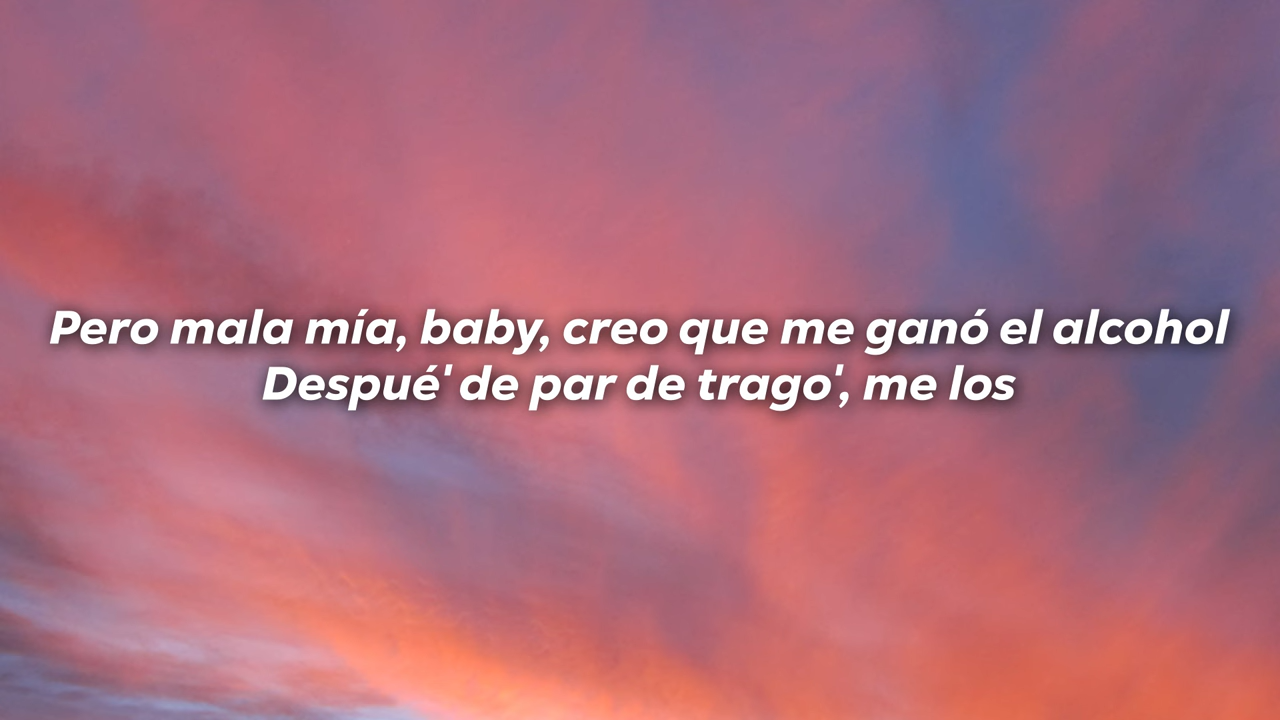 Pero mala mía, baby, creo que me ganó el alcohol
Despué' de par de trago', me los